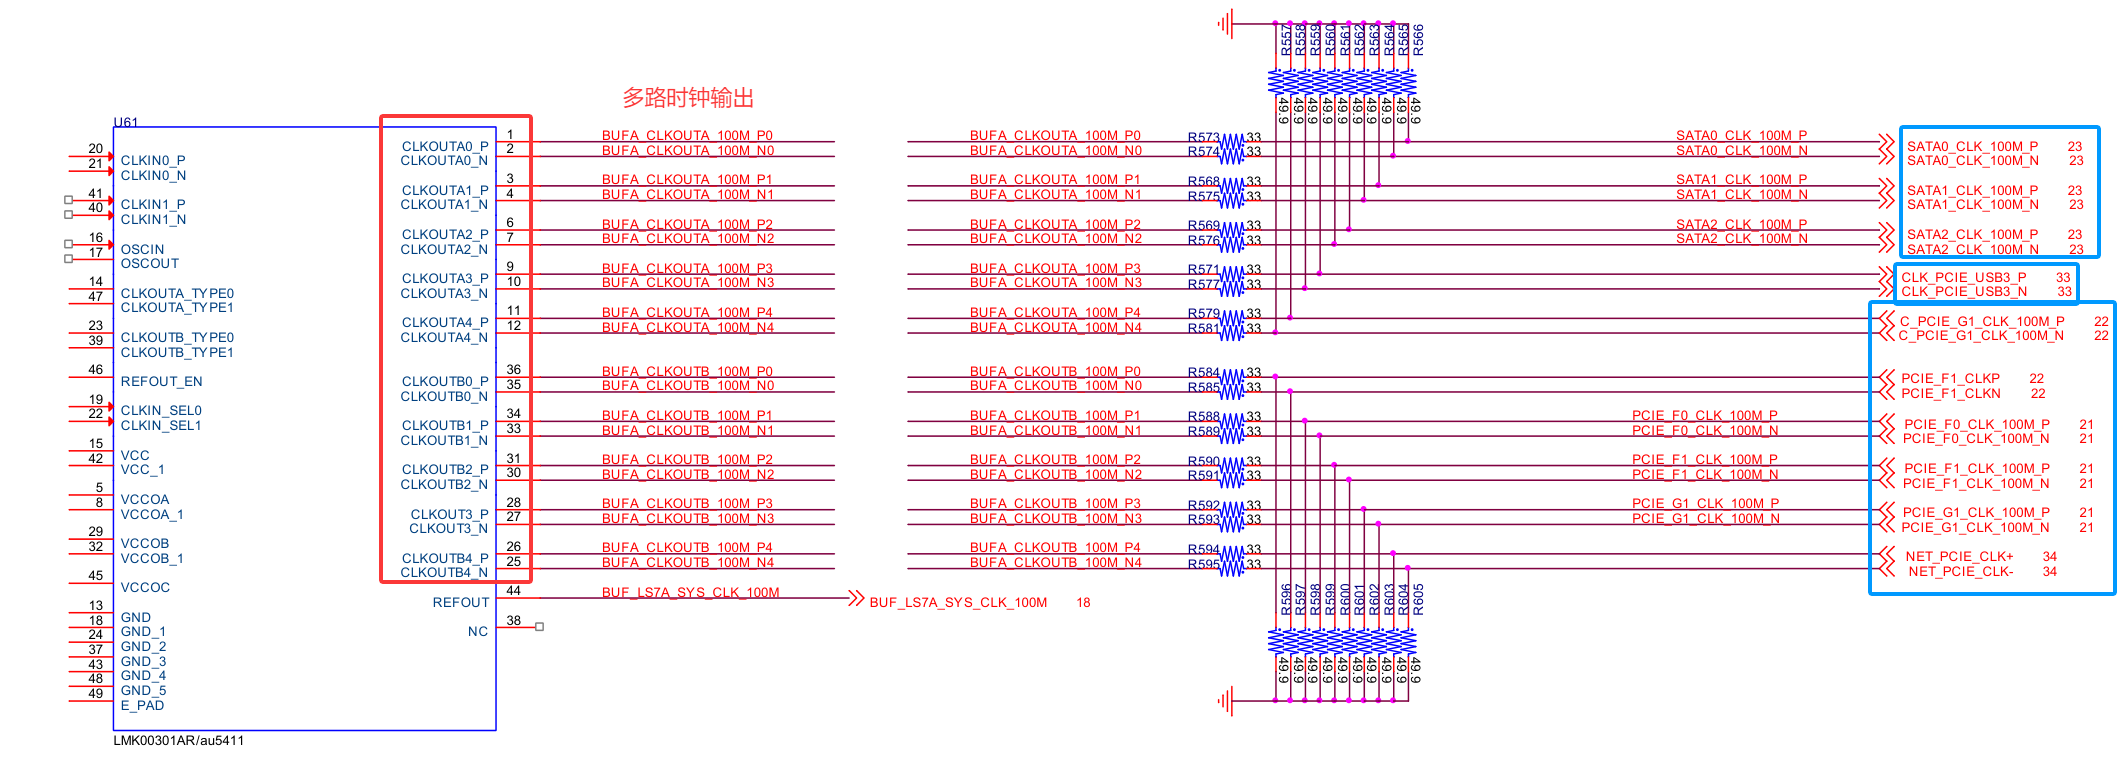 多路时钟输出
U61
20 CLKIN0_P
21 CLKIN0_N
41 CLKIN1_P
40 CLKIN1_N
16 OSCIN
17 OSCOUT
14 CLKOUTA_TYPE0
47 CLKOUTA_TYPE1
23 CLKOUTB_TYPE0
39 CLKOUTB_TYPE1
46 REFOUT_EN
19 CLKIN_SEL0
22 CLKIN_SEL1
15 VCC
42 VCC_1
5 VCCOA
8 VCCOA_1
29 VCCOB
32 VCCOB_1
45 VCCOC
13 GND
18 GND_1
24 GND_2
37 GND_3
43 GND_4
48 GND_5
49 E_PAD
LMK00301AR/au5411
CLKOUTA0_P 1 BUFA_CLKOUTA_100M_P0
CLKOUTA0_N 2 BUFA_CLKOUTA_100M_N0
CLKOUTA1_P 3 BUFA_CLKOUTA_100M_P1
CLKOUTA1_N 4 BUFA_CLKOUTA_100M_N1
CLKOUTA2_P 6 BUFA_CLKOUTA_100M_P2
CLKOUTA2_N 7 BUFA_CLKOUTA_100M_N2
CLKOUTA3_P 9 BUFA_CLKOUTA_100M_P3
CLKOUTA3_N 10 BUFA_CLKOUTA_100M_N3
CLKOUTA4_P 11 BUFA_CLKOUTA_100M_P4
CLKOUTA4_N 12 BUFA_CLKOUTA_100M_N4
CLKOUTB0_P 36 BUFA_CLKOUTB_100M_P0
CLKOUTB0_N 35 BUFA_CLKOUTB_100M_N0
CLKOUTB1_P 34 BUFA_CLKOUTB_100M_P1
CLKOUTB1_N 33 BUFA_CLKOUTB_100M_N1
CLKOUTB2_P 31 BUFA_CLKOUTB_100M_P2
CLKOUTB2_N 30 BUFA_CLKOUTB_100M_N2
CLKOUT3_P 28 BUFA_CLKOUTB_100M_P3
CLKOUT3_N 27 BUFA_CLKOUTB_100M_N3
CLKOUTB4_P 26 BUFA_CLKOUTB_100M_P4
CLKOUTB4_N 25 BUFA_CLKOUTB_100M_N4
REFOUT 44 BUF_LS7A_SYS_CLK_100M BUF_LS7A_SYS_CLK_100M 18
NC 38
R557 R558 R559 R560 R561 R562 R563 R564 R565 R566
49.9 49.9 49.9 49.9 49.9 49.9 49.9 49.9 49.9 49.9
BUFA_CLKOUTA_100M_P0 R573 33 SATA0_CLK_100M_P SATA0_CLK_100M_P 23
BUFA_CLKOUTA_100M_N0 R574 33 SATA0_CLK_100M_N SATA0_CLK_100M_N 23
BUFA_CLKOUTA_100M_P1 R568 33 SATA1_CLK_100M_P SATA1_CLK_100M_P 23
BUFA_CLKOUTA_100M_N1 R575 33 SATA1_CLK_100M_N SATA1_CLK_100M_N 23
BUFA_CLKOUTA_100M_P2 R569 33 SATA2_CLK_100M_P SATA2_CLK_100M_P 23
BUFA_CLKOUTA_100M_N2 R576 33 SATA2_CLK_100M_N SATA2_CLK_100M_N 23
BUFA_CLKOUTA_100M_P3 R571 33 CLK_PCIE_USB3_P 33
BUFA_CLKOUTA_100M_N3 R577 33 CLK_PCIE_USB3_N 33
BUFA_CLKOUTA_100M_P4 R579 33 C_PCIE_G1_CLK_100M_P 22
BUFA_CLKOUTA_100M_N4 R581 33 C_PCIE_G1_CLK_100M_N 22
BUFA_CLKOUTB_100M_P0 R584 33 PCIE_F1_CLKP 22
BUFA_CLKOUTB_100M_N0 R585 33 PCIE_F1_CLKN 22
BUFA_CLKOUTB_100M_P1 R588 33 PCIE_F0_CLK_100M_P PCIE_F0_CLK_100M_P 21
BUFA_CLKOUTB_100M_N1 R589 33 PCIE_F0_CLK_100M_N PCIE_F0_CLK_100M_N 21
BUFA_CLKOUTB_100M_P2 R590 33 PCIE_F1_CLK_100M_P PCIE_F1_CLK_100M_P 21
BUFA_CLKOUTB_100M_N2 R591 33 PCIE_F1_CLK_100M_N PCIE_F1_CLK_100M_N 21
BUFA_CLKOUTB_100M_P3 R592 33 PCIE_G1_CLK_100M_P PCIE_G1_CLK_100M_P 21
BUFA_CLKOUTB_100M_N3 R593 33 PCIE_G1_CLK_100M_N PCIE_G1_CLK_100M_N 21
BUFA_CLKOUTB_100M_P4 R594 33 NET_PCIE_CLK+ 34
BUFA_CLKOUTB_100M_N4 R595 33 NET_PCIE_CLK- 34
R596 R597 R598 R599 R600 R601 R602 R603 R604 R605
49.9 49.9 49.9 49.9 49.9 49.9 49.9 49.9 49.9 49.9